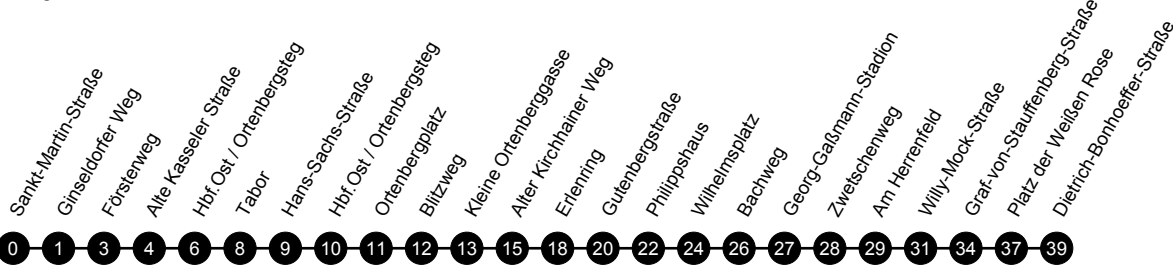 Sankt-Martin-Straße
Ginseldorfer Weg
Förstenweg
Alte Kasseler Straße
Hbf.Ost / Ortenbergsteg
Tabor
Hans-Sachs-Straße
Hbf.Ost / Ortenbergsteg
Ortenbergplatz
Blitzweg
Kleine Ortenberggasse
Alter Kirchhainer Weg
Erlenring
Gutenbergstraße
Philippshaus
Wilhelmsplatz
Bachweg
Georg-Gaßmann-Stadion
Zwetschenweg
Am Herrenfeld
Willy-Mock-Straße
Graf-von-Stauffenberg-Straße
Platz der Weißen Rose
Dietrich-Bonhoeffer-Straße
0 1 3 4 6 8 9 10 11 12 13 15 18 20 22 24 26 27 28 29 31 34 37 39